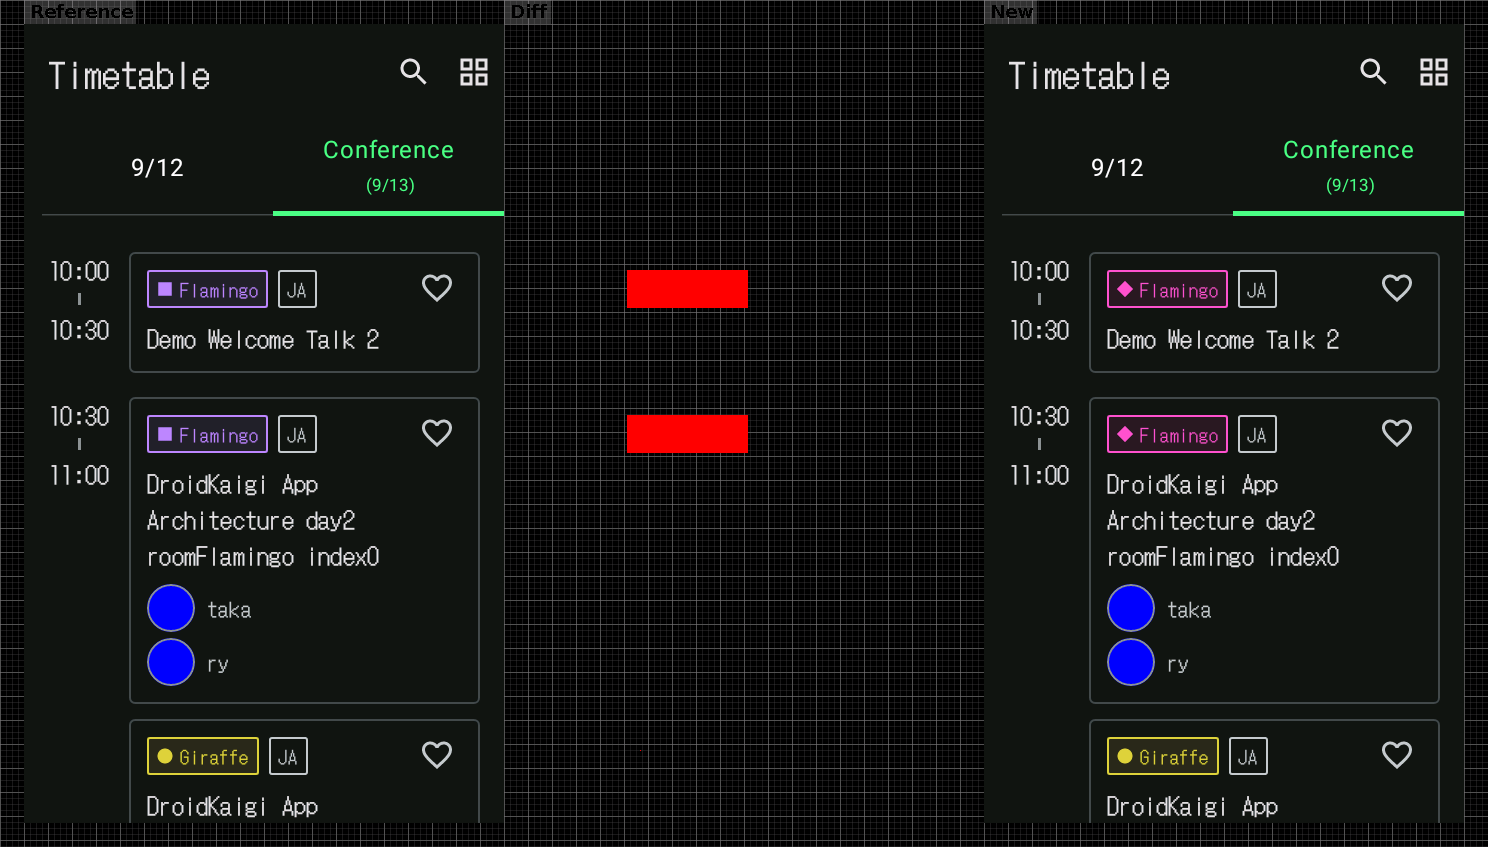 Reference
Diff
New
Timetable
9/12
Conference
(9/13)
10:00
10:30
Flamingo
JA
Demo Welcome Talk 2
10:30
11:00
Flamingo
JA
DroidKaigi App
Architecture day2
roomFlamingo index0
taka
ry
Giraffe
JA
DroidKaigi App
Timetable
9/12
Conference
(9/13)
10:00
10:30
Flamingo
JA
Demo Welcome Talk 2
10:30
11:00
Flamingo
JA
DroidKaigi App
Architecture day2
roomFlamingo index0
taka
ry
Giraffe
JA
DroidKaigi App